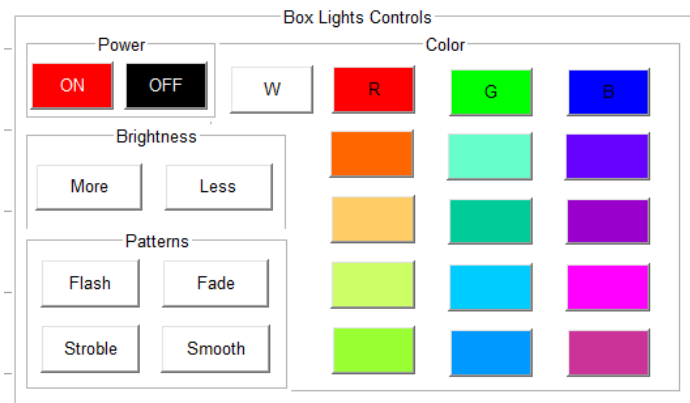 Box Lights Controls
Power
Color
ON
OFF
W
R
G
B
Brightness
More
Less
Patterns
Flash
Fade
Stroble
Smooth